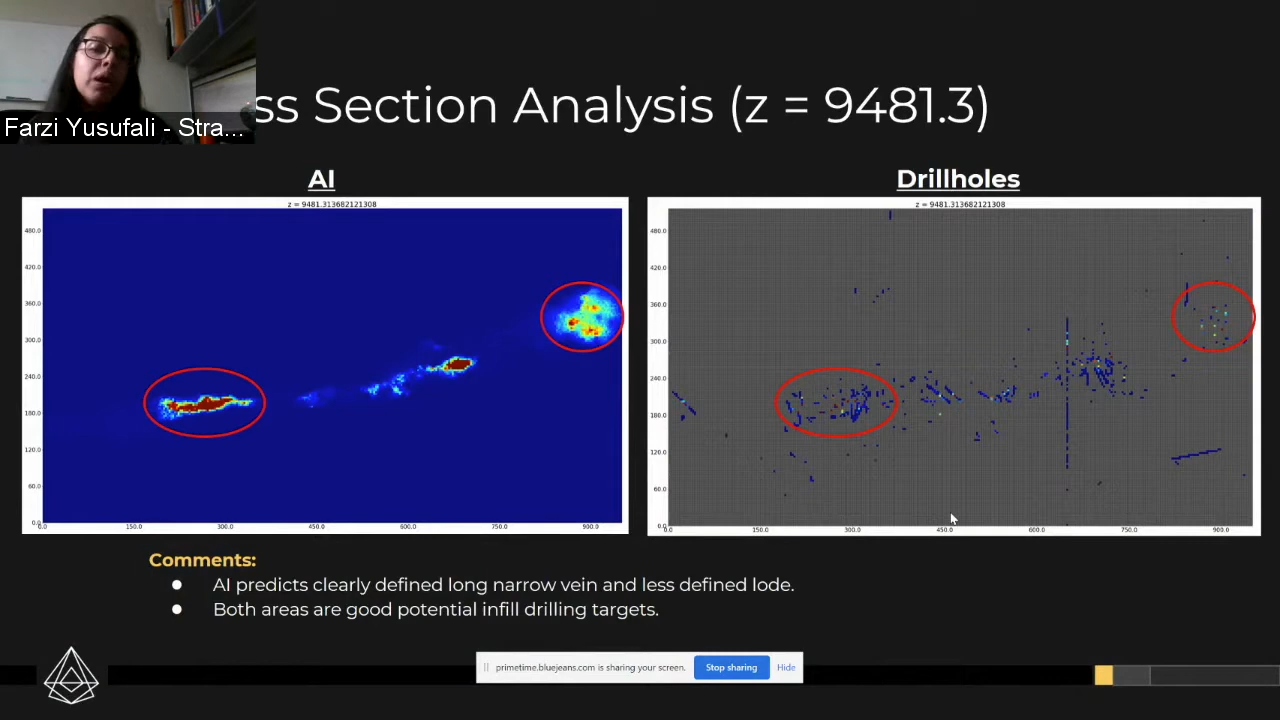 ss Section Analysis (z = 9481.3)
Farzi Yusufali - Stra...
AI
Drillholes
z = 9481.313682121308
z = 9481.313682121308
480.0
420.0
360.0
300.0
240.0
180.0
120.0
60.0
0.0
0.0 150.0 300.0 450.0 600.0 750.0 900.0
480.0
420.0
360.0
300.0
240.0
180.0
120.0
60.0
0.0
0.0 150.0 300.0 450.0 600.0 750.0 900.0
Comments:
● AI predicts clearly defined long narrow vein and less defined lode.
● Both areas are good potential infill drilling targets.
primetime.bluejeans.com is sharing your screen. Stop sharing Hide